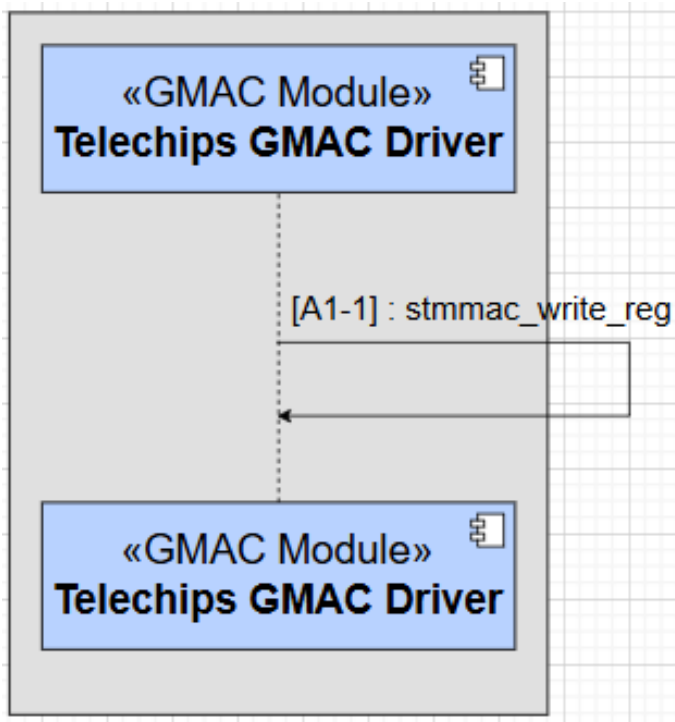 «GMAC Module»
Telechips GMAC Driver
[A1-1] : stmmac_write_reg
«GMAC Module»
Telechips GMAC Driver